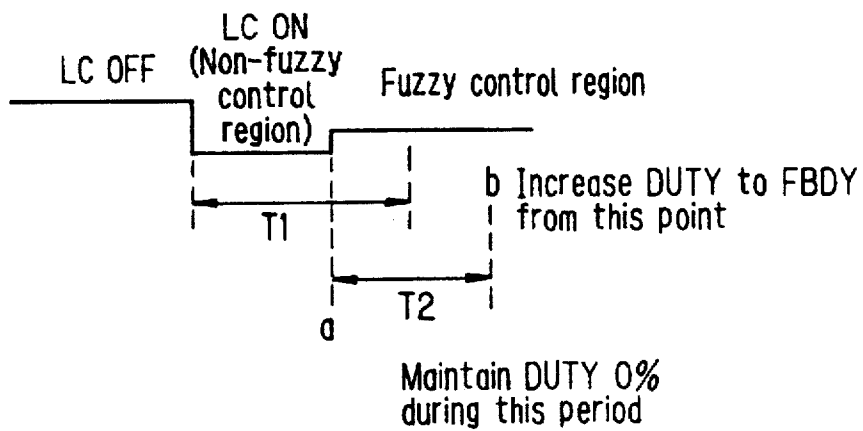 LC OFF
LC ON
(Non-fuzzy
control
region)
Fuzzy control region
T1
b Increase DUTY to FBDY
from this point
T2
a
Maintain DUTY 0%
during this period